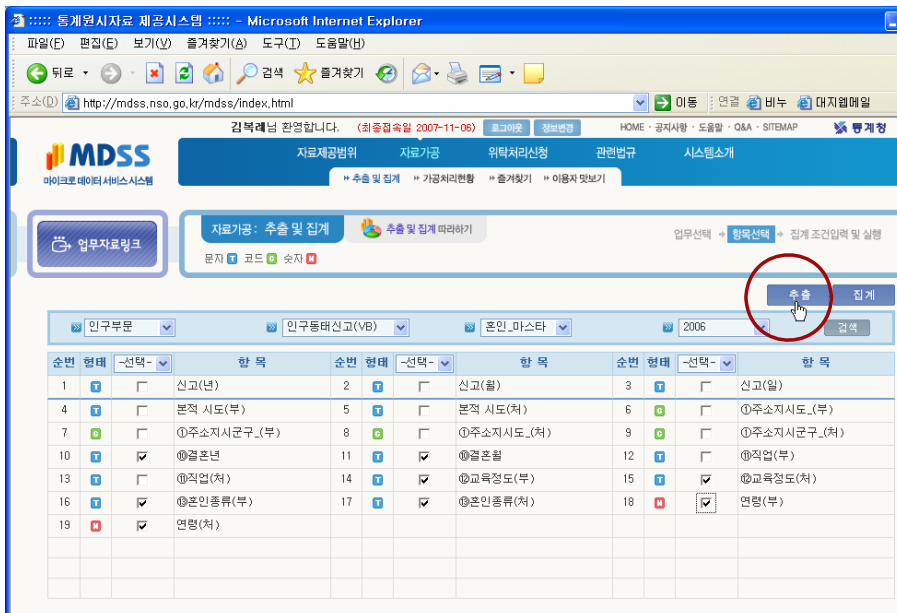 ::::: 통계원시자료 제공시스템 ::::: - Microsoft Internet Explorer
파일(F) 편집(E) 보기(V) 즐겨찾기(A) 도구(T) 도움말(H)
뒤로 검색 즐겨찾기
주소(D) http://mdss.nso.go.kr/mdss/index.html 이동 연결 비누 대지웹메일
김복래님 환영합니다. (최종접속일 2007-11-06) 로그아웃 정보변경 HOME · 공지사항 · 도움말 · Q&A · SITEMAP 통계청
MDSS
마이크로 데이터 서비스 시스템
자료제공범위 자료가공 위탁처리신청 관련법규 시스템소개
추출 및 집계 가공처리현황 즐겨찾기 이용자 맛보기
업무자료링크
자료가공 : 추출 및 집계 추출 및 집계 따라하기
업무선택 항목선택 집계 조건입력 및 실행
문자 T 코드 C 숫자 N
추출 집계
인구부문 인구동태신고(VB) 혼인_마스타 2006 검색
순번 형태 -선택- 항 목 순번 형태 -선택- 항 목 순번 형태 -선택- 항 목
1 T 신고(년) 2 T 신고(월) 3 T 신고(일)
4 T 본적 시도(부) 5 T 본적 시도(처) 6 C ①주소지시도_(부)
7 C ①주소지시군구_(부) 8 C ①주소지시도_(처) 9 C ①주소지시군구_(처)
10 T ⑩결혼년 11 T ⑩결혼월 12 T ⑪직업(부)
13 T ⑪직업(처) 14 T ⑫교육정도(부) 15 T ⑫교육정도(처)
16 T ⑬혼인종류(부) 17 T ⑬혼인종류(처) 18 N 연령(부)
19 N 연령(처)